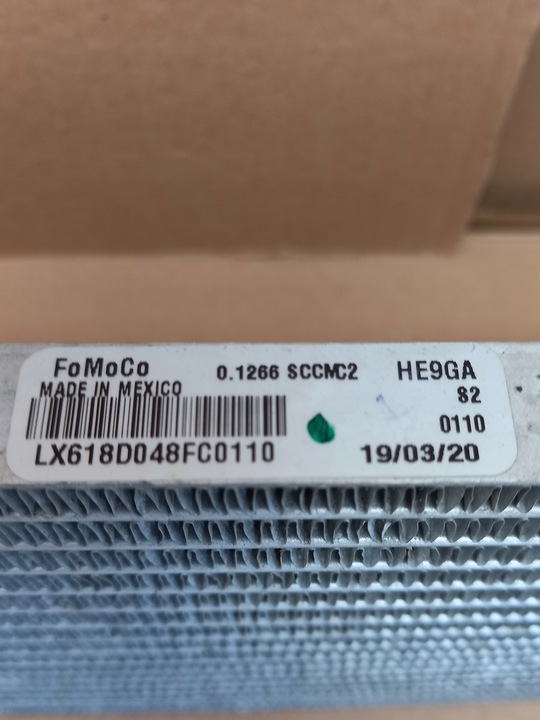 FoMoCo 0.1266 SCCMC2 HE9GA
MADE IN MEXICO S2
0110
LX618D048FC0110 19/03/20